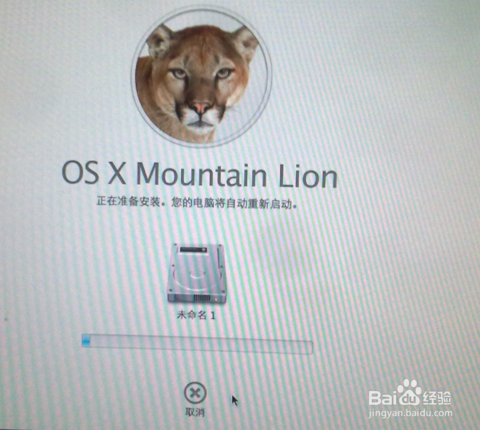 OS X Mountain Lion
正在准备安装。您的电脑将自动重新启动。
未命名 1
取消
Baidu 经验
jingyan.baidu.com